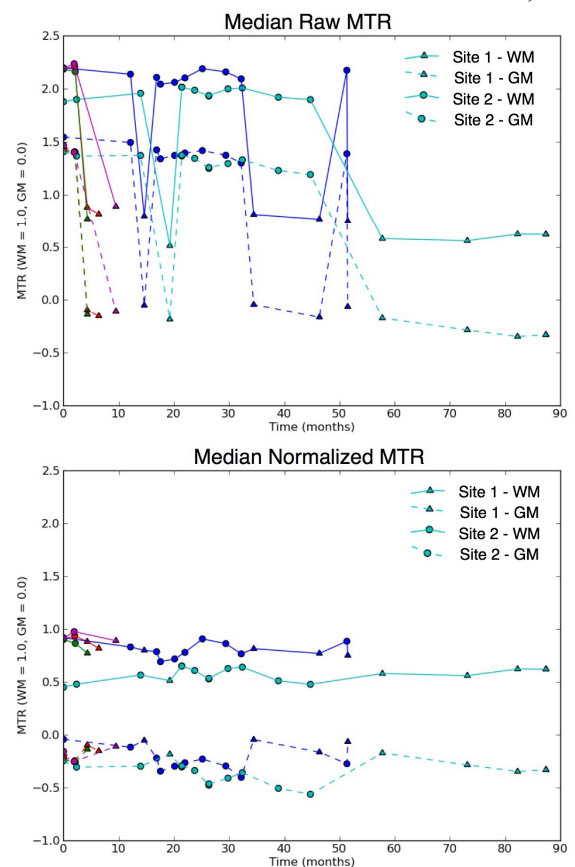 Median Raw MTR
2.5
2.0
1.5
1.0
0.5
0.0
−0.5
−1.0
MTR (WM = 1.0, GM = 0.0)
Site 1 - WM
Site 1 - GM
Site 2 - WM
Site 2 - GM
0 10 20 30 40 50 60 70 80 90
Time (months)
Median Normalized MTR
2.5
2.0
1.5
1.0
0.5
0.0
−0.5
−1.0
MTR (WM = 1.0, GM = 0.0)
Site 1 - WM
Site 1 - GM
Site 2 - WM
Site 2 - GM
0 10 20 30 40 50 60 70 80 90
Time (months)